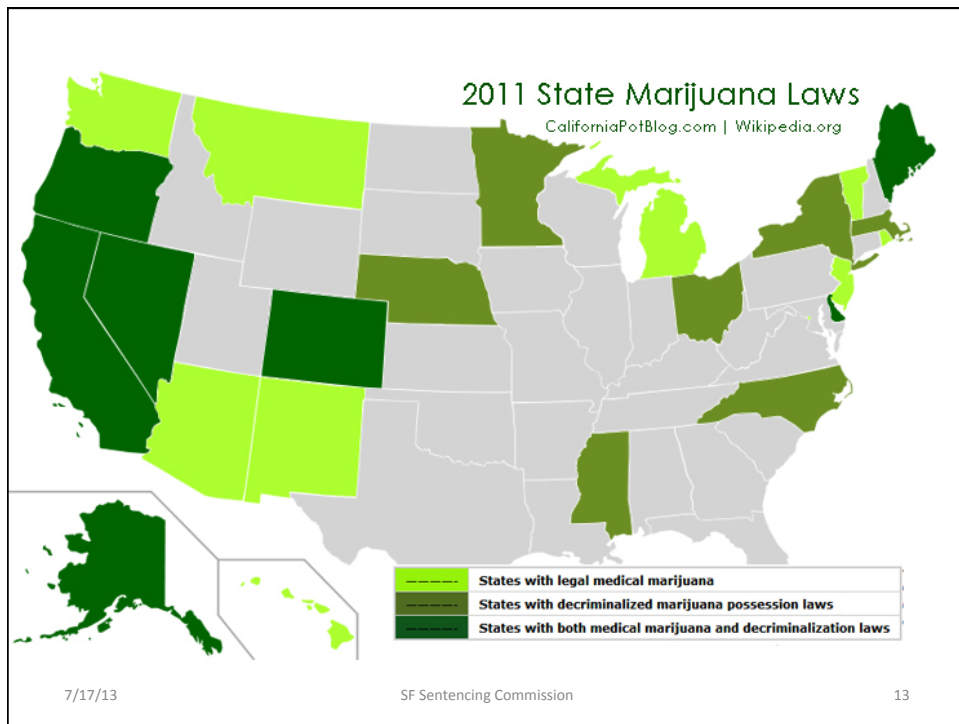 2011 State Marijuana Laws
CaliforniaPotBlog.com | Wikipedia.org
States with legal medical marijuana
States with decriminalized marijuana possession laws
States with both medical marijuana and decriminalization laws
7/17/13 SF Sentencing Commission 13